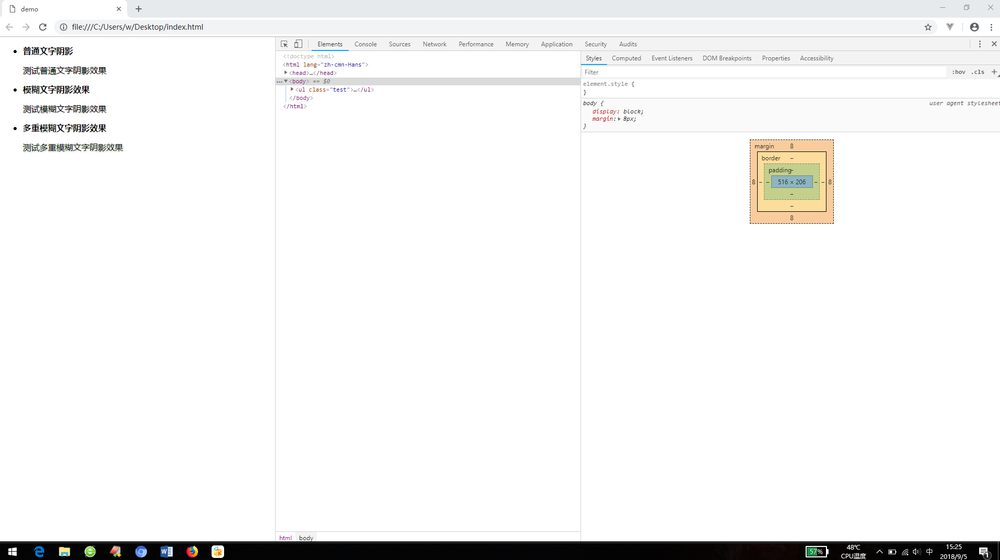 demo
file:///C:/Users/w/Desktop/index.html
普通文字阴影
测试普通文字阴影效果
模糊文字阴影效果
测试模糊文字阴影效果
多重模糊文字阴影效果
测试多重模糊文字阴影效果
Elements Console Sources Network Performance Memory Application Security Audits
<!doctype html>
<html lang="zh-cmn-Hans">
<head>…</head>
<body> == $0
<ul class="test">…</ul>
</body>
</html>
html body
Styles Computed Event Listeners DOM Breakpoints Properties Accessibility
Filter :hov .cls +
element.style {
}
body { user agent stylesheet
display: block;
margin: 8px;
}
margin 8
border –
padding –
8 – – 516 × 206 – – 8
–
–
8
57% 48℃ 中 15:25 1
CPU温度 2018/9/5